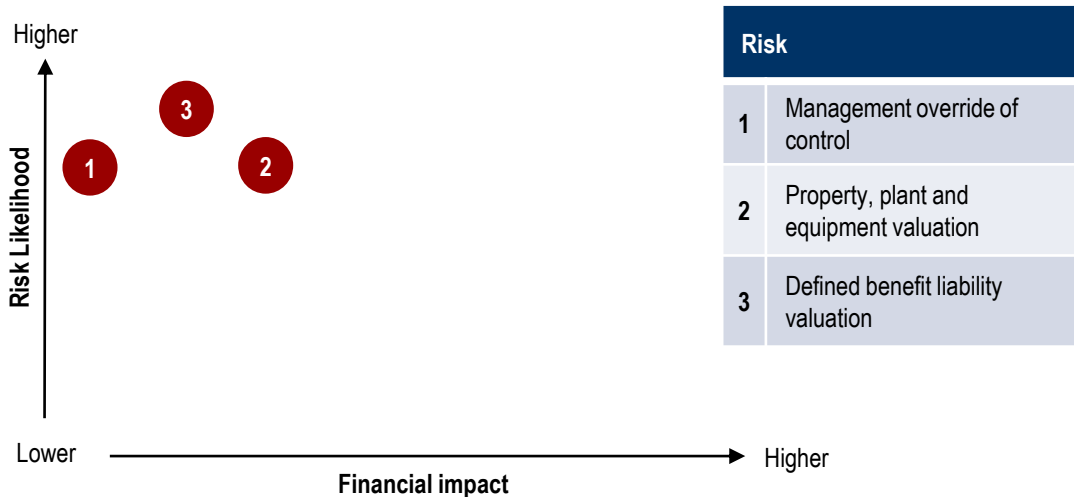 Higher
Risk Likelihood
3
1
2
Lower
Financial impact
Higher
Risk
1 Management override of
control
2 Property, plant and
equipment valuation
3 Defined benefit liability
valuation